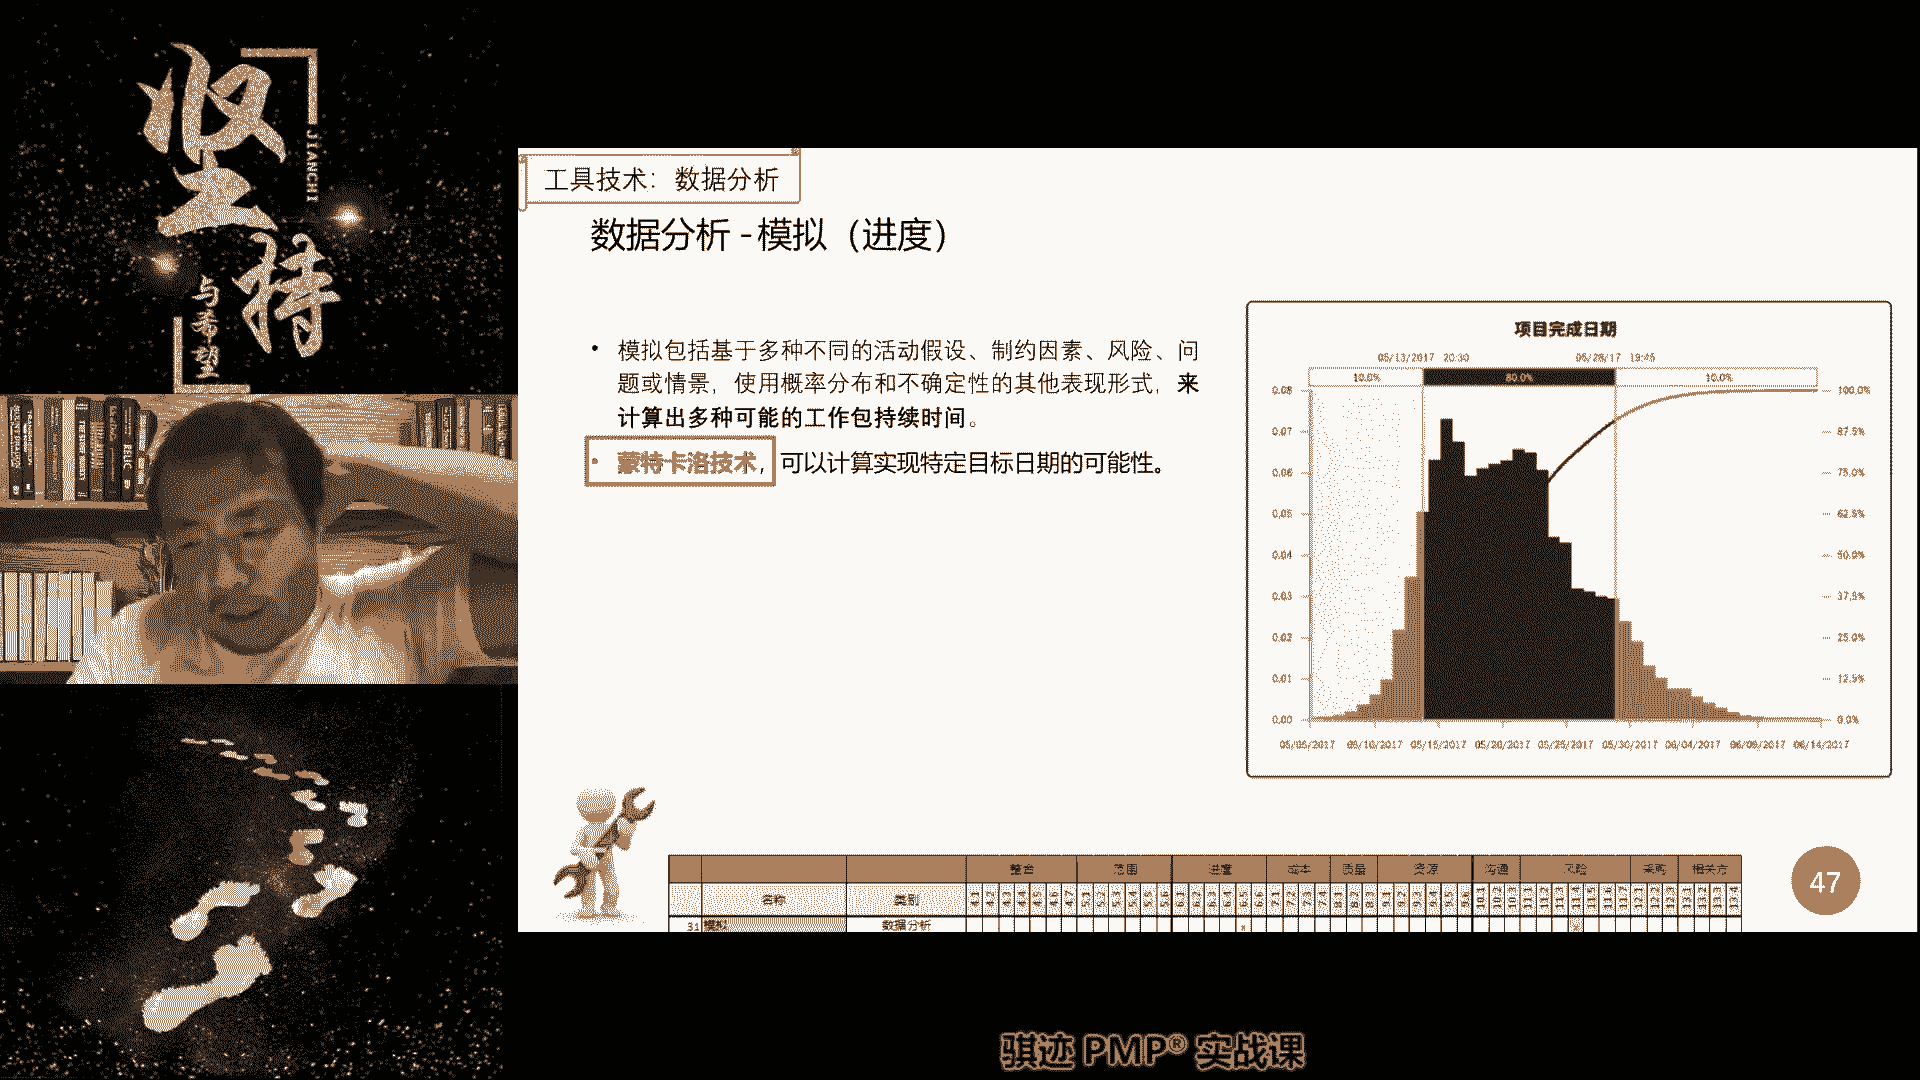 坚
持
JIANCHI
与
希
望
工具技术：数据分析
数据分析 -模拟（进度）
• 模拟包括基于多种不同的活动假设、制约因素、风险、问
题或情景，使用概率分布和不确定性的其他表现形式，来
计算出多种可能的工作包持续时间。
• 蒙特卡洛技术，可以计算实现特定目标日期的可能性。
项目完成日期
05/13/2017 20:30
10.0% 80.0% 10.0%
0.08 100.0%
0.07 87.5%
0.06 75.0%
0.05 62.5%
0.04 50.0%
0.03 37.5%
0.02 25.0%
0.01 12.5%
0.00 0.0%
05/05/2017 05/10/2017 05/15/2017 05/20/2017 05/25/2017 05/30/2017 06/04/2017 06/09/2017 06/14/2017
整合 范围 进度 成本 质量 资源 沟通 风险 采购 相关方
名称 类别
31 模拟 数据分析
47
骐迹 PMP® 实战课